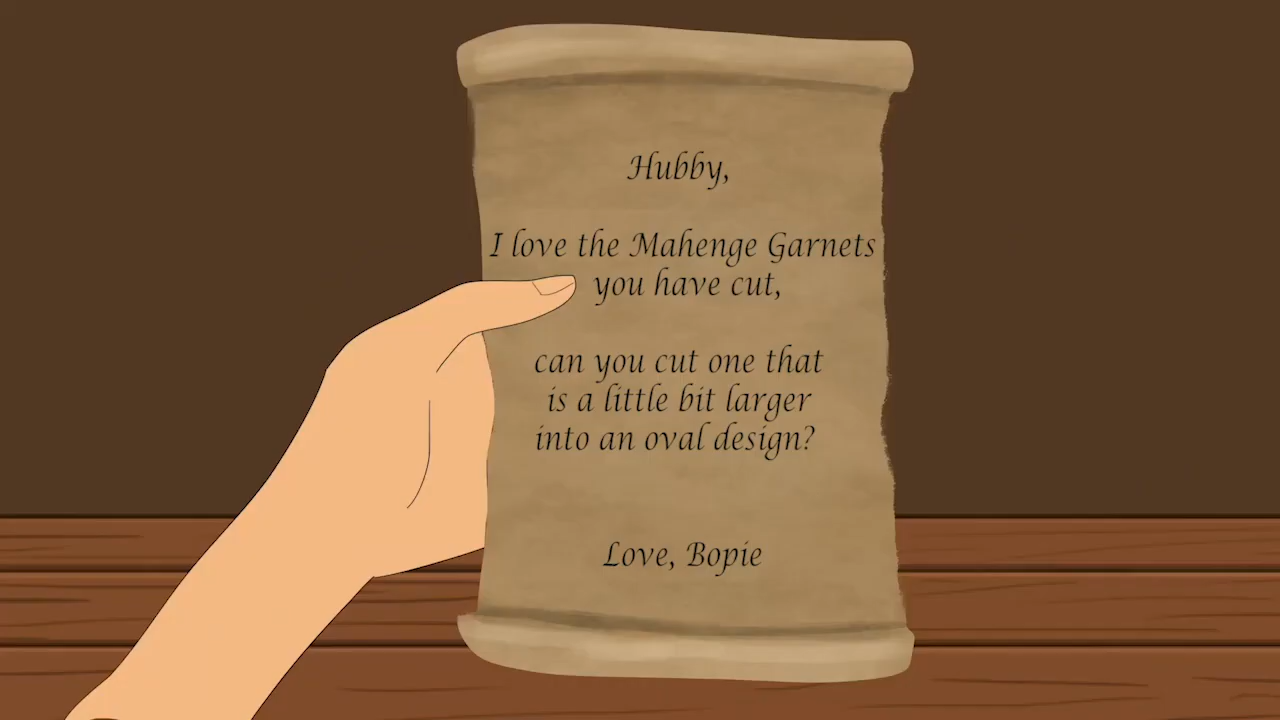 Hubby,
I love the Mahenge Garnets
you have cut,
can you cut one that
is a little bit larger
into an oval design?
Love, Bopie